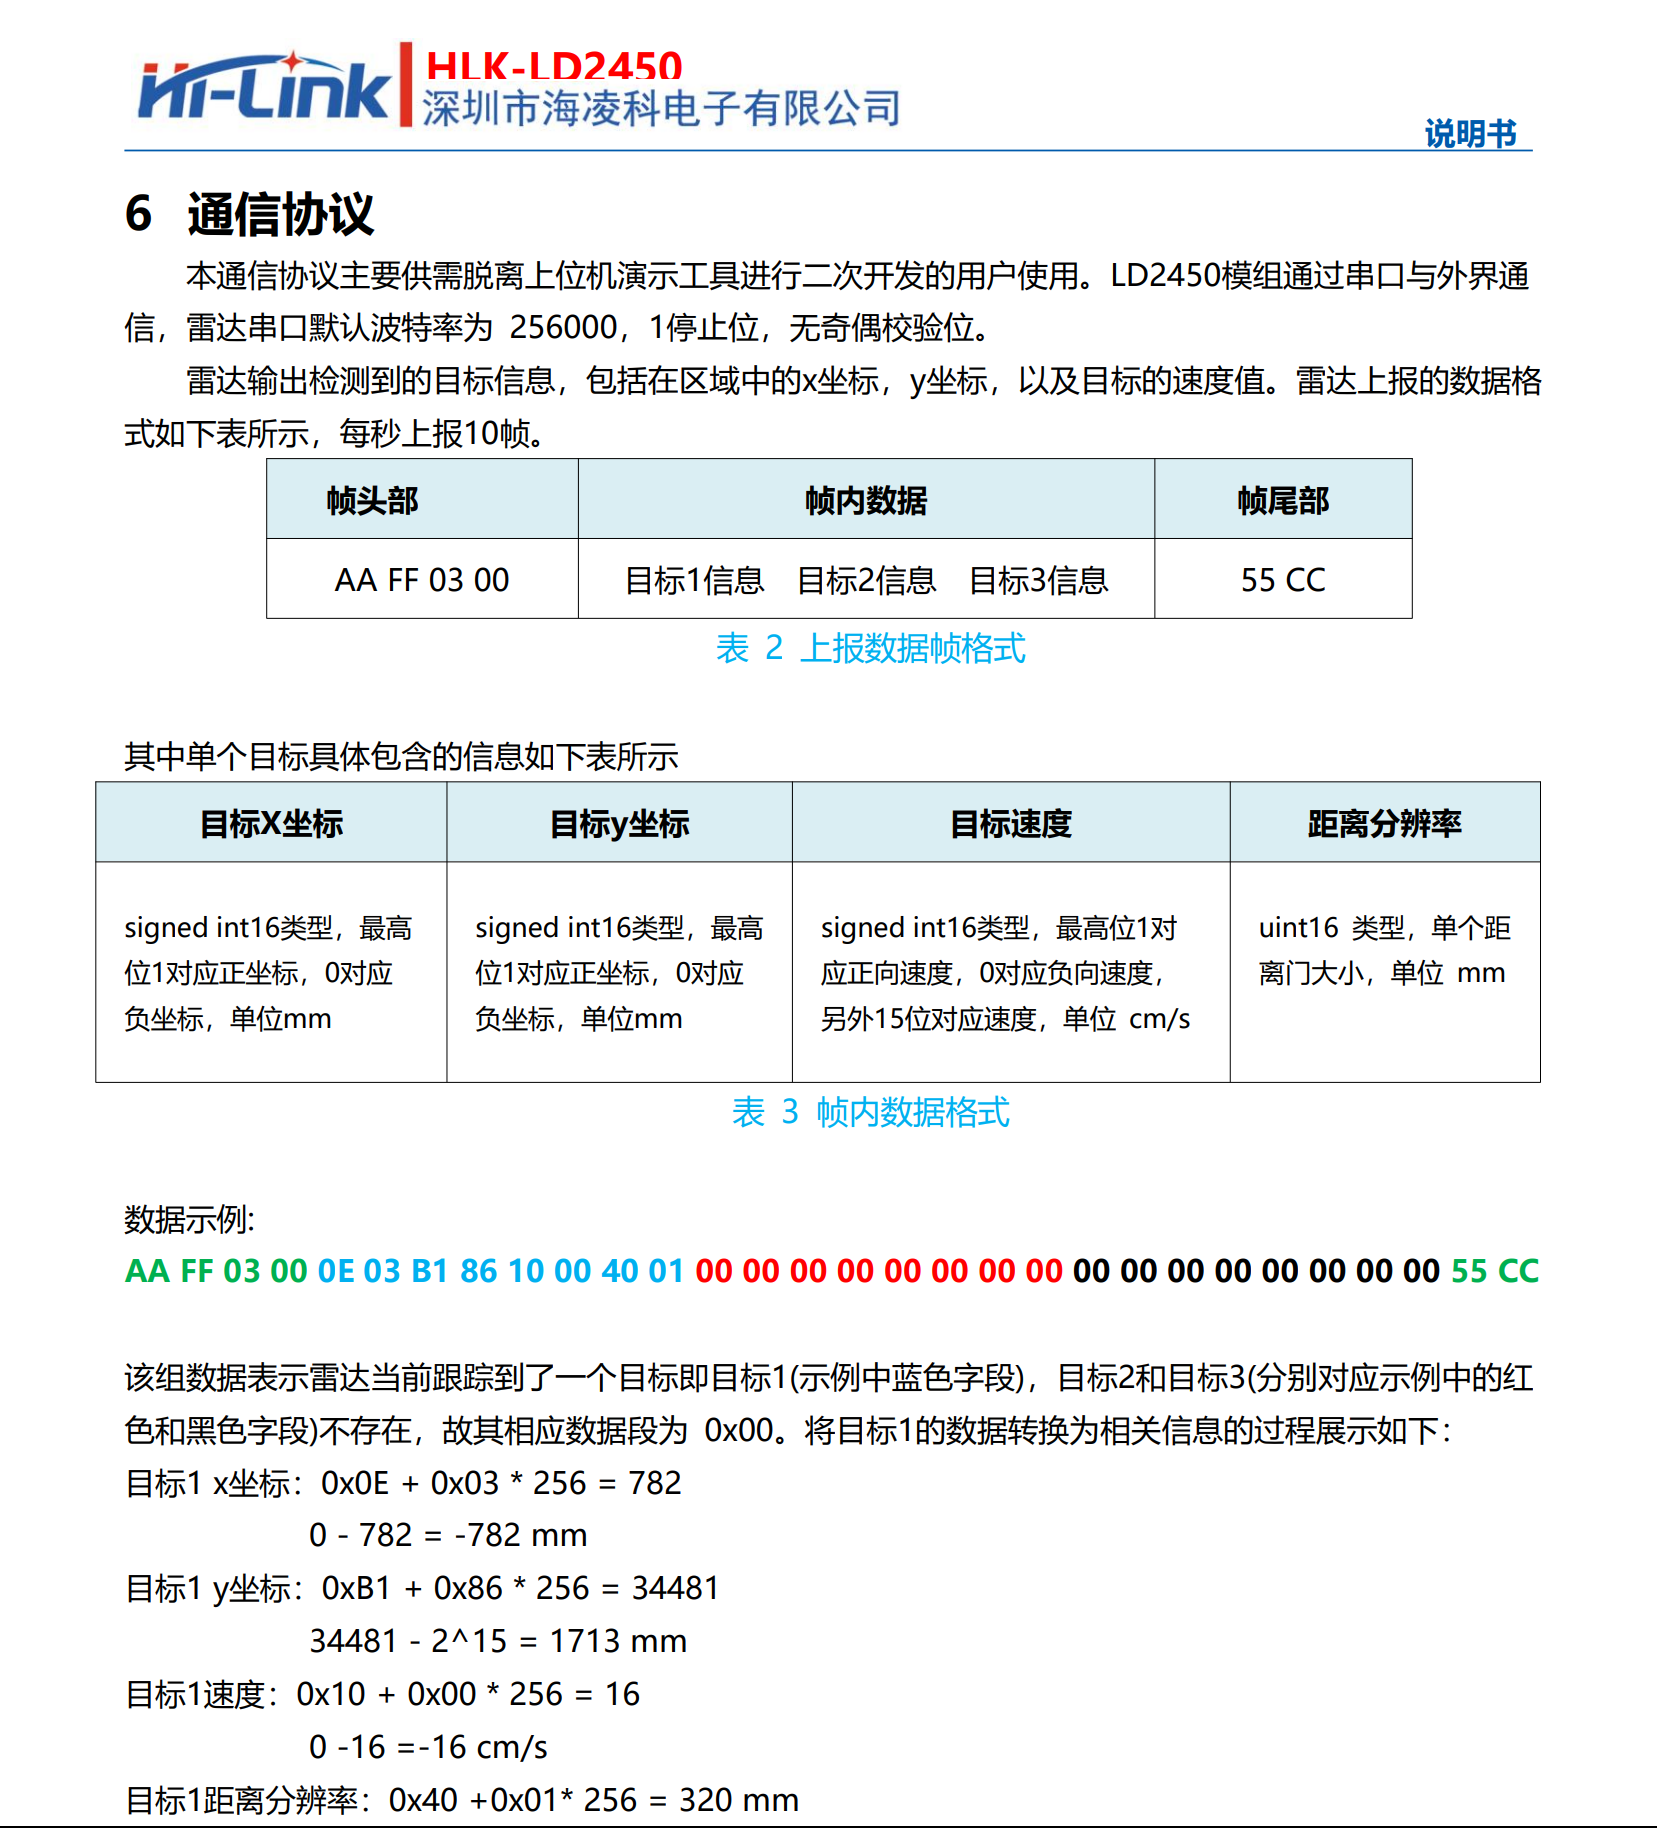 Hi-Link
HLK-LD2450
深圳市海凌科电子有限公司
说明书
6 通信协议
本通信协议主要供需脱离上位机演示工具进行二次开发的用户使用。LD2450模组通过串口与外界通
信，雷达串口默认波特率为 256000，1停止位，无奇偶校验位。
雷达输出检测到的目标信息，包括在区域中的x坐标，y坐标，以及目标的速度值。雷达上报的数据格
式如下表所示，每秒上报10帧。
帧头部 帧内数据 帧尾部
AA FF 03 00 目标1信息 目标2信息 目标3信息 55 CC
表 2 上报数据帧格式
其中单个目标具体包含的信息如下表所示
目标X坐标 目标y坐标 目标速度 距离分辨率
signed int16类型，最高 signed int16类型，最高 signed int16类型，最高位1对 uint16 类型，单个距
位1对应正坐标，0对应 位1对应正坐标，0对应 应正向速度，0对应负向速度， 离门大小，单位 mm
负坐标，单位mm 负坐标，单位mm 另外15位对应速度，单位 cm/s
表 3 帧内数据格式
数据示例:
AA FF 03 00 0E 03 B1 86 10 00 40 01 00 00 00 00 00 00 00 00 00 00 00 00 00 00 00 00 55 CC
该组数据表示雷达当前跟踪到了一个目标即目标1(示例中蓝色字段)，目标2和目标3(分别对应示例中的红
色和黑色字段)不存在，故其相应数据段为 0x00。将目标1的数据转换为相关信息的过程展示如下：
目标1 x坐标：0x0E + 0x03 * 256 = 782
0 - 782 = -782 mm
目标1 y坐标：0xB1 + 0x86 * 256 = 34481
34481 - 2^15 = 1713 mm
目标1速度：0x10 + 0x00 * 256 = 16
0 -16 =-16 cm/s
目标1距离分辨率：0x40 +0x01* 256 = 320 mm